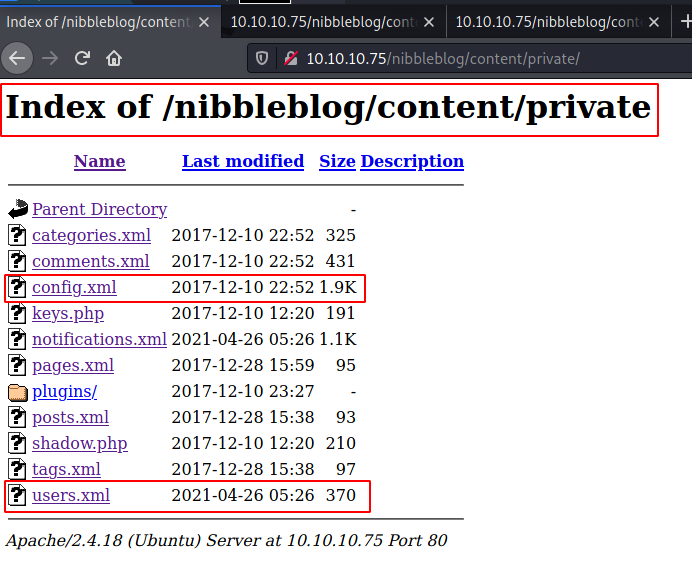 Index of /nibbleblog/content/
10.10.10.75/nibbleblog/conten
10.10.10.75/nibbleblog/conten
10.10.10.75/nibbleblog/content/private/
Index of /nibbleblog/content/private
Name Last modified Size Description
Parent Directory -
categories.xml 2017-12-10 22:52 325
comments.xml 2017-12-10 22:52 431
config.xml 2017-12-10 22:52 1.9K
keys.php 2017-12-10 12:20 191
notifications.xml 2021-04-26 05:26 1.1K
pages.xml 2017-12-28 15:59 95
plugins/ 2017-12-10 23:27 -
posts.xml 2017-12-28 15:38 93
shadow.php 2017-12-10 12:20 210
tags.xml 2017-12-28 15:38 97
users.xml 2021-04-26 05:26 370
Apache/2.4.18 (Ubuntu) Server at 10.10.10.75 Port 80